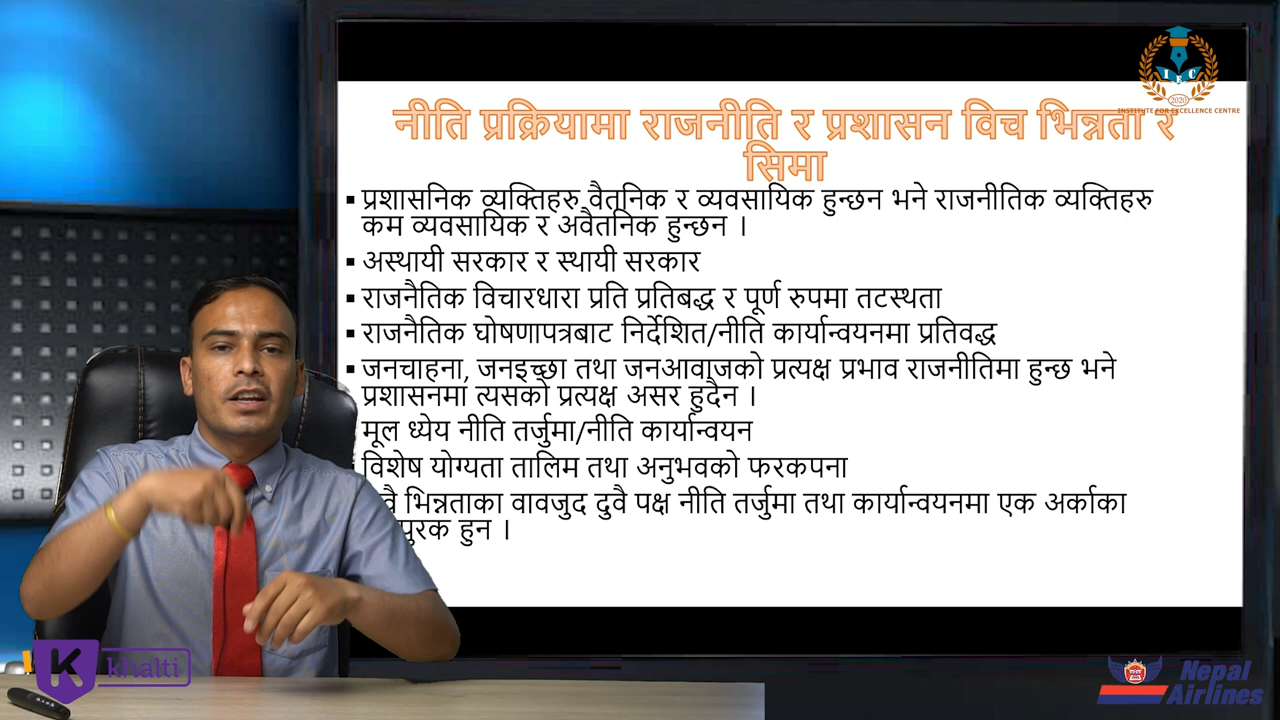 I E C
2020
INSTITUTE FOR EXCELLENCE CENTRE
नीति प्रक्रियामा राजनीति र प्रशासन विच भिन्नता र
सिमा
▪ प्रशासनिक व्यक्तिहरु वैतनिक र व्यवसायिक हुन्छन भने राजनीतिक व्यक्तिहरु
कम व्यवसायिक र अवैतनिक हुन्छन ।
▪ अस्थायी सरकार र स्थायी सरकार
▪ राजनैतिक विचारधारा प्रति प्रतिबद्ध र पूर्ण रुपमा तटस्थता
▪ राजनैतिक घोषणापत्रबाट निर्देशित/नीति कार्यान्वयनमा प्रतिवद्ध
▪ जनचाहना, जनइच्छा तथा जनआवाजको प्रत्यक्ष प्रभाव राजनीतिमा हुन्छ भने
प्रशासनमा त्यसको प्रत्यक्ष असर हुदैन ।
मूल ध्येय नीति तर्जुमा/नीति कार्यान्वयन
विशेष योग्यता तालिम तथा अनुभवको फरकपना
भिन्नताका वावजुद दुवै पक्ष नीति तर्जुमा तथा कार्यान्वयनमा एक अर्काका
हुन ।
K khalti
Nepal
Airlines